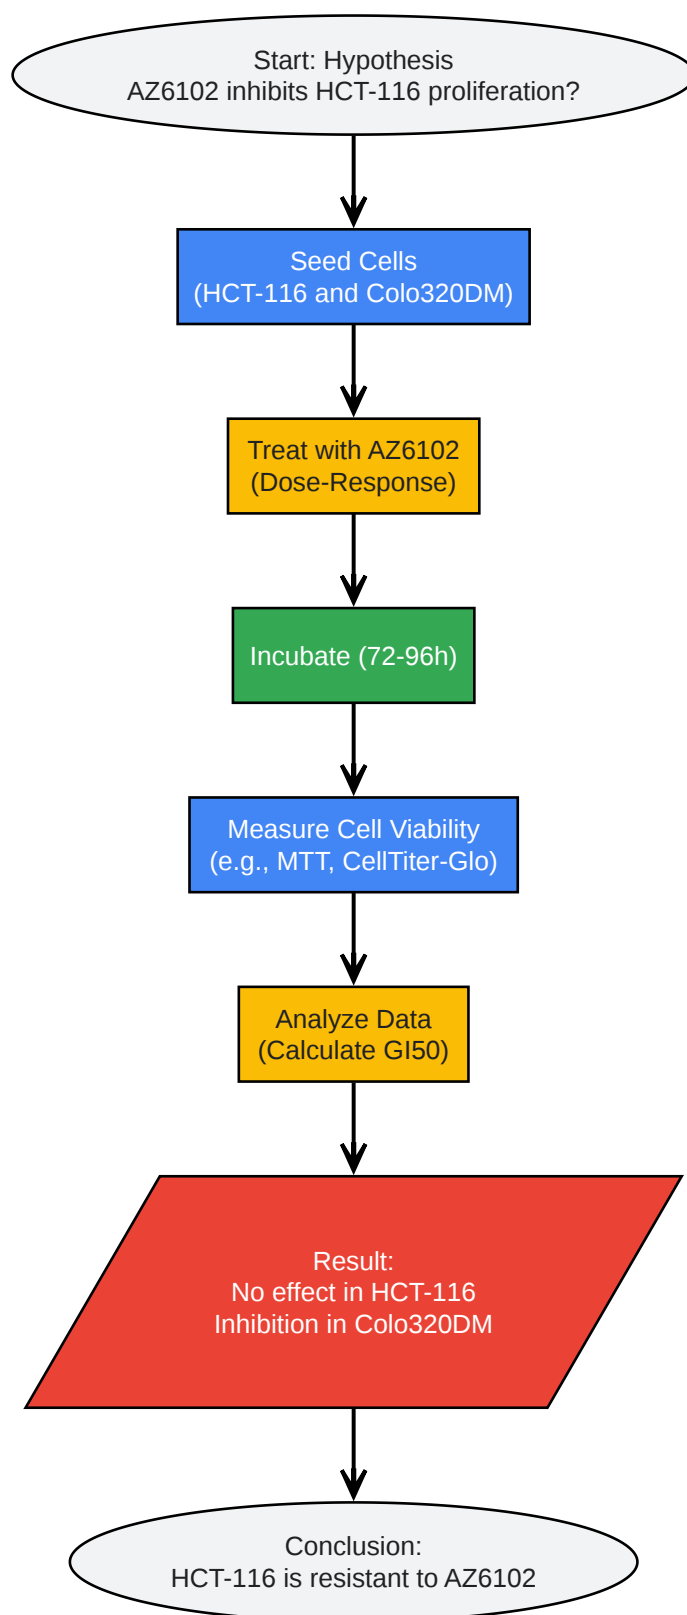 Start: Hypothesis
AZ6102 inhibits HCT-116 proliferation?
Seed Cells
(HCT-116 and Colo320DM)
Treat with AZ6102
(Dose-Response)
Incubate (72-96h)
Measure Cell Viability
(e.g., MTT, CellTiter-Glo)
Analyze Data
(Calculate GI50)
Result:
No effect in HCT-116
Inhibition in Colo320DM
Conclusion:
HCT-116 is resistant to AZ6102